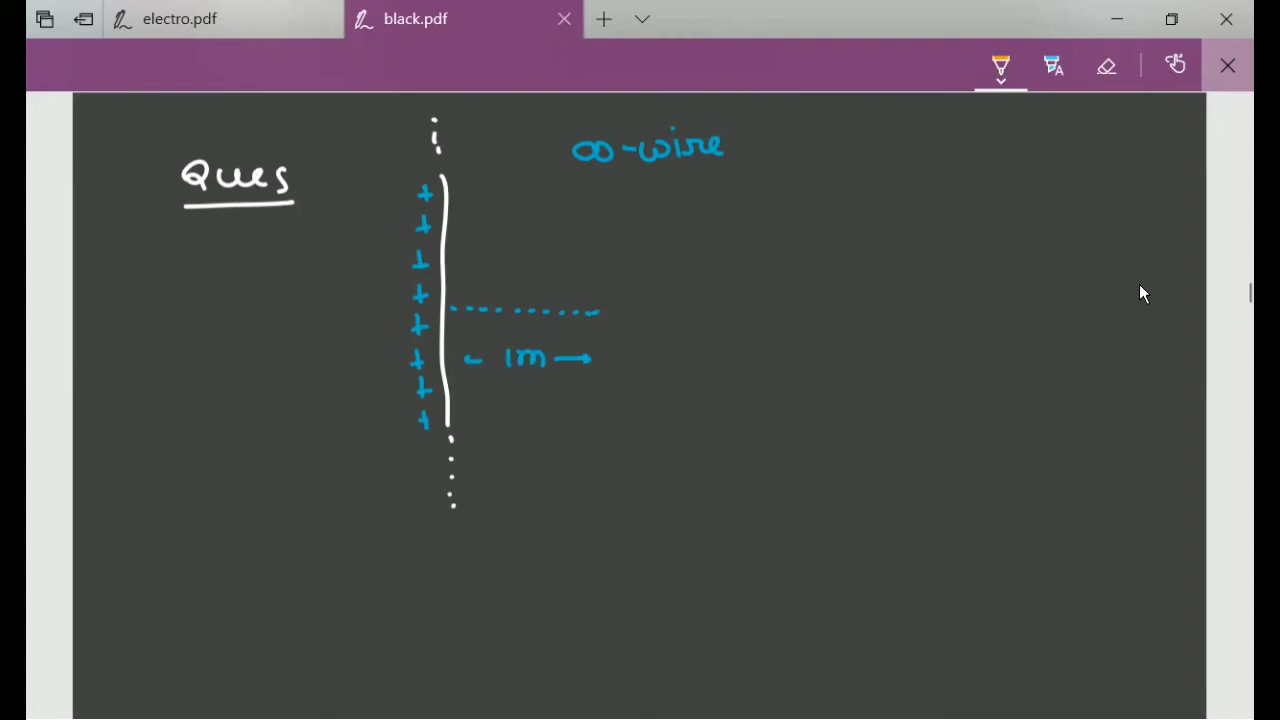 electro.pdf
black.pdf
Ques
∞-wire
1m